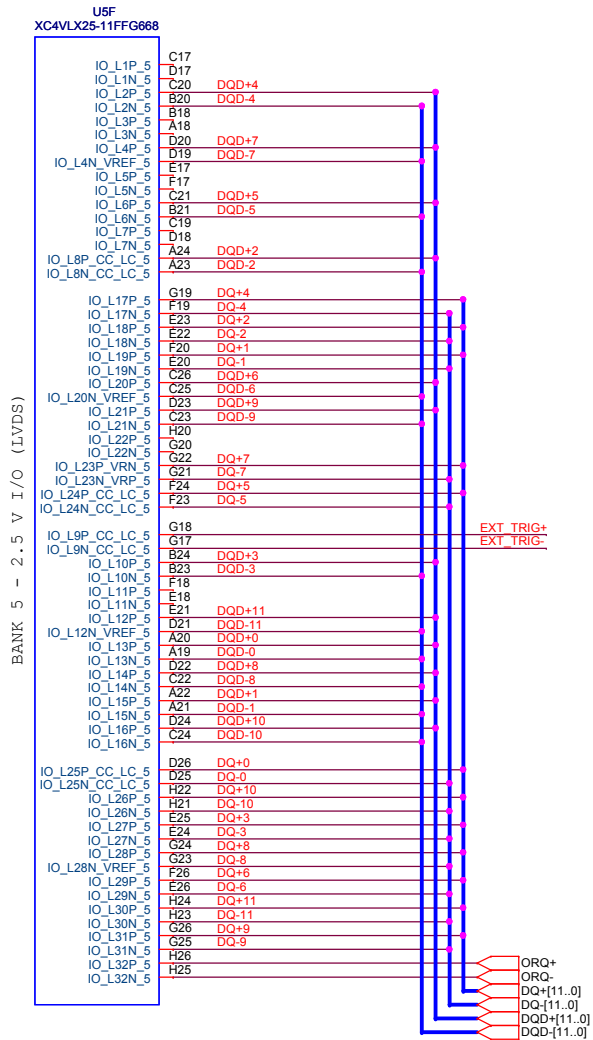 U5F
XC4VLX25-11FFG668
BANK 5 - 2.5 V I/O (LVDS)
IO_L1P_5 C17
IO_L1N_5 D17
IO_L2P_5 C20 DQD+4
IO_L2N_5 B20 DQD-4
IO_L3P_5 B18
IO_L3N_5 A18
IO_L4P_5 D20 DQD+7
IO_L4N_VREF_5 D19 DQD-7
IO_L5P_5 E17
IO_L5N_5 F17
IO_L6P_5 C21 DQD+5
IO_L6N_5 B21 DQD-5
IO_L7P_5 C19
IO_L7N_5 D18
IO_L8P_CC_LC_5 A24 DQD+2
IO_L8N_CC_LC_5 A23 DQD-2
IO_L17P_5 G19 DQ+4
IO_L17N_5 F19 DQ-4
IO_L18P_5 E23 DQ+2
IO_L18N_5 E22 DQ-2
IO_L19P_5 F20 DQ+1
IO_L19N_5 E20 DQ-1
IO_L20P_5 C26 DQD+6
IO_L20N_VREF_5 C25 DQD-6
IO_L21P_5 D23 DQD+9
IO_L21N_5 C23 DQD-9
IO_L22P_5 H20
IO_L22N_5 G20
IO_L23P_VRN_5 G22 DQ+7
IO_L23N_VRP_5 G21 DQ-7
IO_L24P_CC_LC_5 F24 DQ+5
IO_L24N_CC_LC_5 F23 DQ-5
IO_L9P_CC_LC_5 G18 EXT_TRIG+
IO_L9N_CC_LC_5 G17 EXT_TRIG-
IO_L10P_5 B24 DQD+3
IO_L10N_5 B23 DQD-3
IO_L11P_5 F18
IO_L11N_5 E18
IO_L12P_5 E21 DQD+11
IO_L12N_VREF_5 D21 DQD-11
IO_L13P_5 A20 DQD+0
IO_L13N_5 A19 DQD-0
IO_L14P_5 D22 DQD+8
IO_L14N_5 C22 DQD-8
IO_L15P_5 A22 DQD+1
IO_L15N_5 A21 DQD-1
IO_L16P_5 D24 DQD+10
IO_L16N_5 C24 DQD-10
IO_L25P_CC_LC_5 D26 DQ+0
IO_L25N_CC_LC_5 D25 DQ-0
IO_L26P_5 H22 DQ+10
IO_L26N_5 H21 DQ-10
IO_L27P_5 E25 DQ+3
IO_L27N_5 E24 DQ-3
IO_L28P_5 G24 DQ+8
IO_L28N_VREF_5 G23 DQ-8
IO_L29P_5 F26 DQ+6
IO_L29N_5 E26 DQ-6
IO_L30P_5 H24 DQ+11
IO_L30N_5 H23 DQ-11
IO_L31P_5 G26 DQ+9
IO_L31N_5 G25 DQ-9
IO_L32P_5 H26 ORQ+
IO_L32N_5 H25 ORQ-
DQ+[11..0]
DQ-[11..0]
DQD+[11..0]
DQD-[11..0]